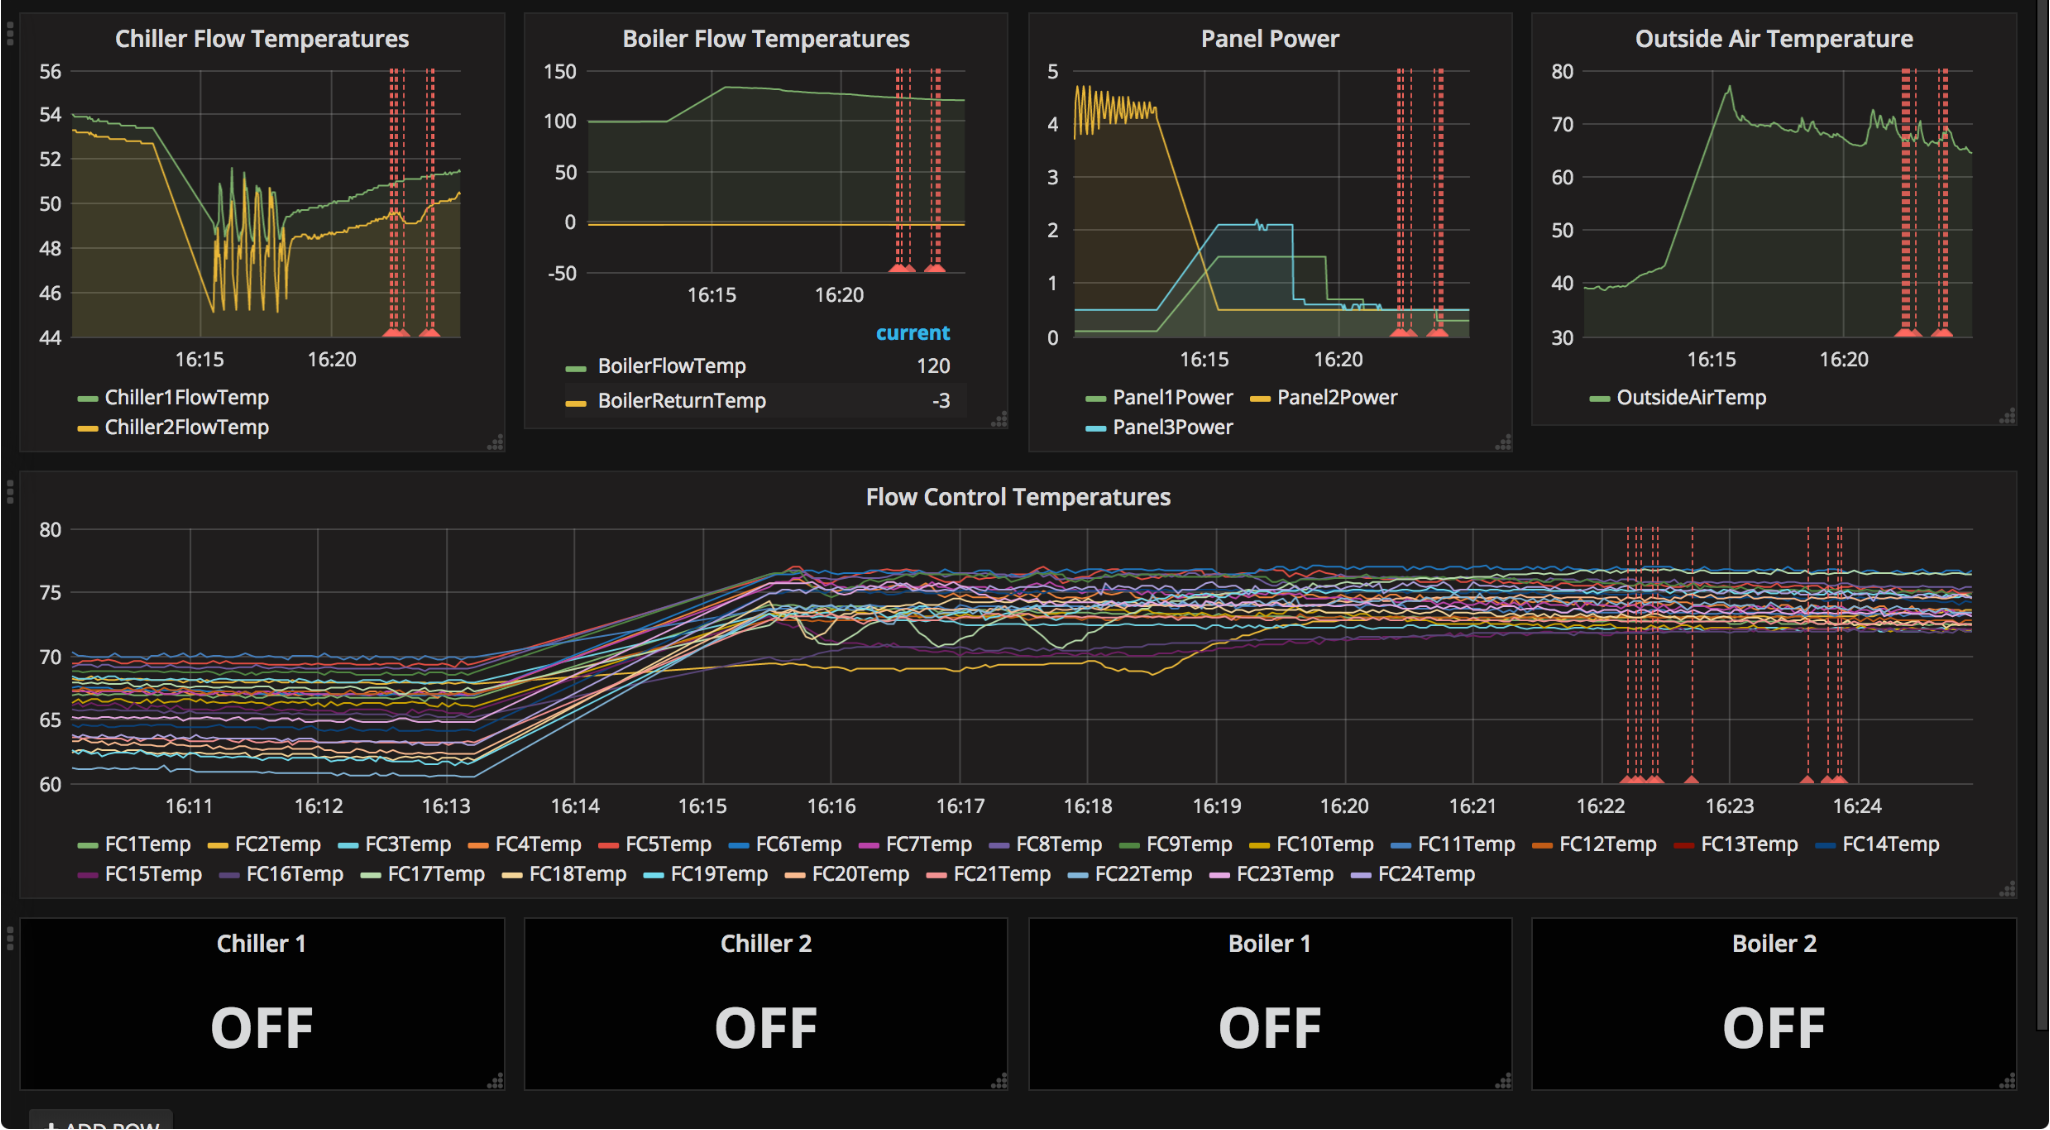 Chiller Flow Temperatures
56
54
52
50
48
46
44
16:15 16:20
Chiller1FlowTemp
Chiller2FlowTemp
Boiler Flow Temperatures
150
100
50
0
-50
16:15 16:20
current
BoilerFlowTemp 120
BoilerReturnTemp -3
Panel Power
5
4
3
2
1
0
16:15 16:20
Panel1Power Panel2Power
Panel3Power
Outside Air Temperature
80
70
60
50
40
30
16:15 16:20
OutsideAirTemp
Flow Control Temperatures
80
75
70
65
60
16:11 16:12 16:13 16:14 16:15 16:16 16:17 16:18 16:19 16:20 16:21 16:22 16:23 16:24
FC1Temp FC2Temp FC3Temp FC4Temp FC5Temp FC6Temp FC7Temp FC8Temp FC9Temp FC10Temp FC11Temp FC12Temp FC13Temp FC14Temp
FC15Temp FC16Temp FC17Temp FC18Temp FC19Temp FC20Temp FC21Temp FC22Temp FC23Temp FC24Temp
Chiller 1
OFF
Chiller 2
OFF
Boiler 1
OFF
Boiler 2
OFF
+ ADD ROW